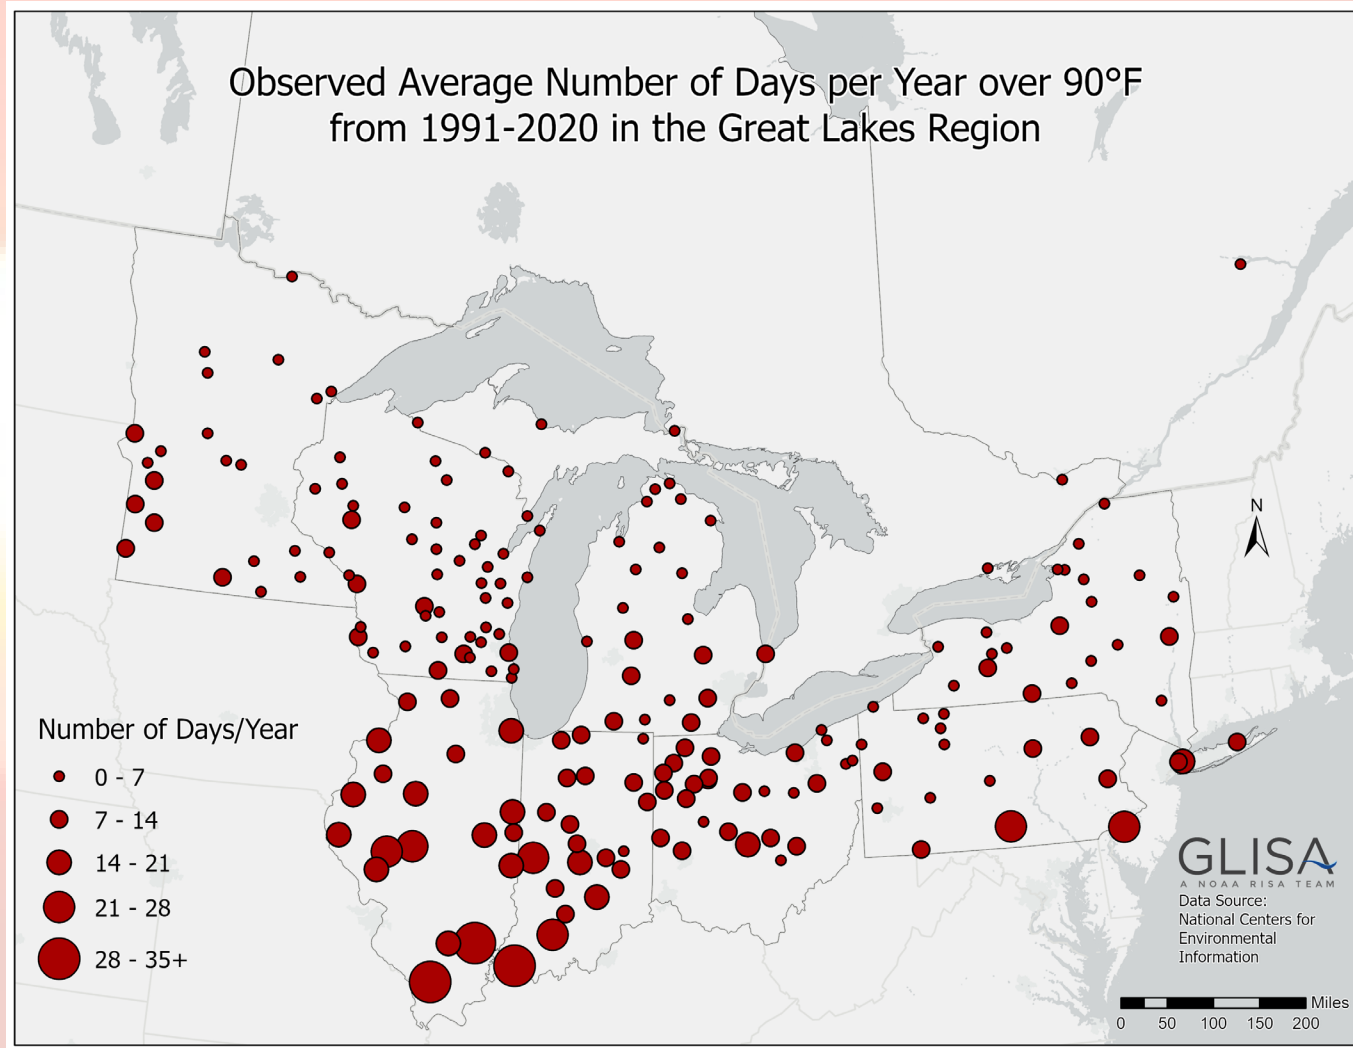 Observed Average Number of Days per Year over 90°F
from 1991-2020 in the Great Lakes Region
Number of Days/Year
0 - 7
7 - 14
14 - 21
21 - 28
28 - 35+
N
GLISA
A NOAA RISA TEAM
Data Source:
National Centers for
Environmental
Information
Miles
0 50 100 150 200